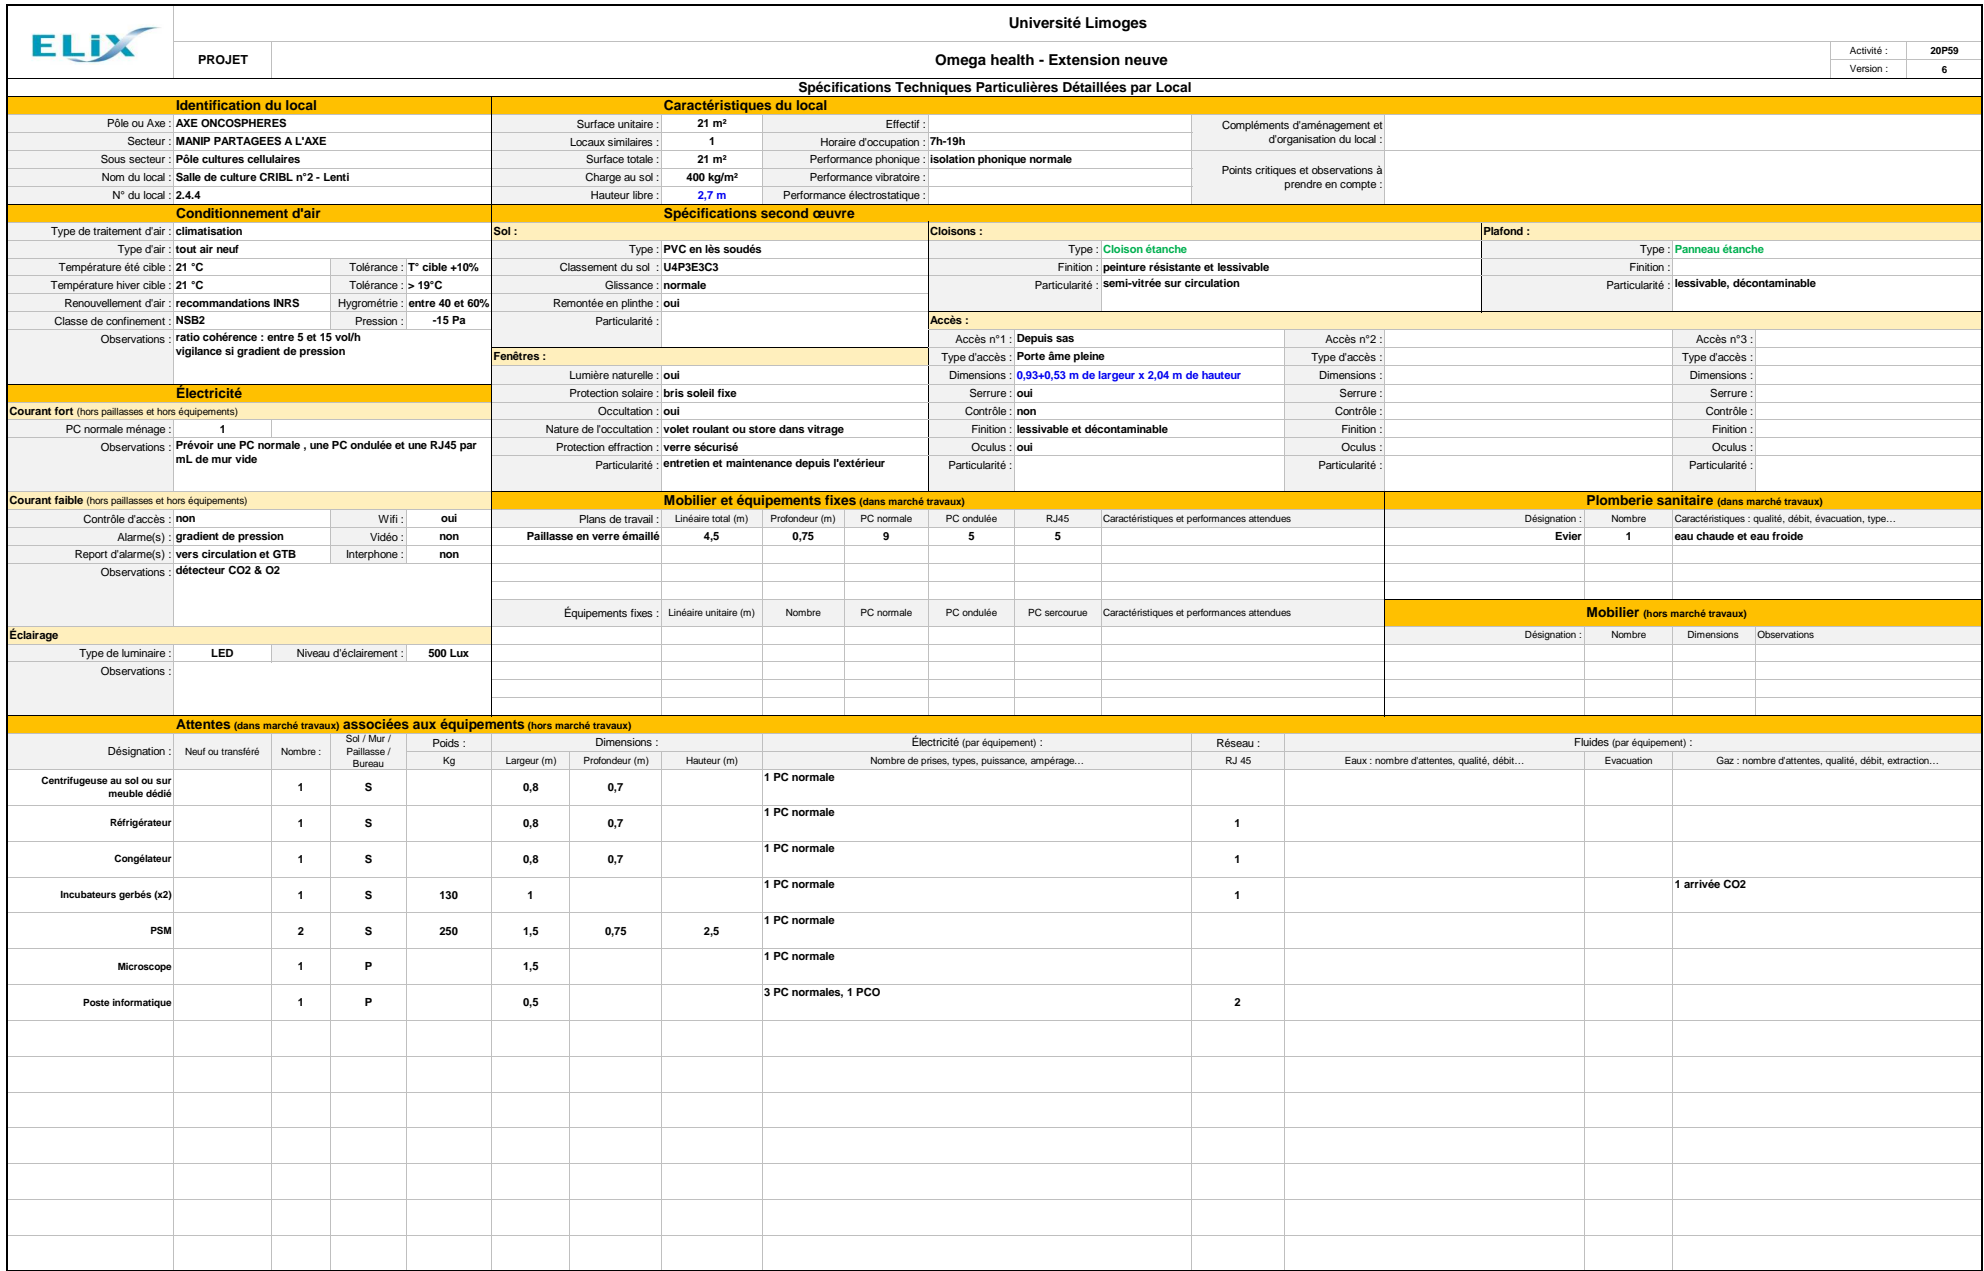 ELiX
Université Limoges
PROJET
Omega health - Extension neuve
Activité : 20P59
Version : 6
Spécifications Techniques Particulières Détaillées par Local
Identification du local
Pôle ou Axe : AXE ONCOSPHERES
Secteur : MANIP PARTAGEES A L'AXE
Sous secteur : Pôle cultures cellulaires
Nom du local : Salle de culture CRIBL n°2 - Lenti
N° du local : 2.4.4
Caractéristiques du local
Surface unitaire : 21 m² Effectif :
Locaux similaires : 1 Horaire d'occupation : 7h-19h
Surface totale : 21 m² Performance phonique : isolation phonique normale
Charge au sol : 400 kg/m² Performance vibratoire :
Hauteur libre : 2,7 m Performance électrostatique :
Compléments d'aménagement et
d'organisation du local :
Points critiques et observations à
prendre en compte :
Conditionnement d'air
Type de traitement d'air : climatisation
Type d'air : tout air neuf
Température été cible : 21 °C Tolérance : T° cible +10%
Température hiver cible : 21 °C Tolérance : > 19°C
Renouvellement d'air : recommandations INRS Hygrométrie : entre 40 et 60%
Classe de confinement : NSB2 Pression : -15 Pa
Observations : ratio cohérence : entre 5 et 15 vol/h
vigilance si gradient de pression
Spécifications second œuvre
Sol :
Type : PVC en lès soudés
Classement du sol : U4P3E3C3
Glissance : normale
Remontée en plinthe : oui
Particularité :
Cloisons :
Type : Cloison étanche
Finition : peinture résistante et lessivable
Particularité : semi-vitrée sur circulation
Plafond :
Type : Panneau étanche
Finition :
Particularité : lessivable, décontaminable
Fenêtres :
Lumière naturelle : oui
Protection solaire : bris soleil fixe
Occultation : oui
Nature de l'occultation : volet roulant ou store dans vitrage
Protection effraction : verre sécurisé
Particularité : entretien et maintenance depuis l'extérieur
Accès :
Accès n°1 : Depuis sas Accès n°2 : Accès n°3 :
Type d'accès : Porte âme pleine Type d'accès : Type d'accès :
Dimensions : 0,93+0,53 m de largeur x 2,04 m de hauteur Dimensions : Dimensions :
Serrure : oui Serrure : Serrure :
Contrôle : non Contrôle : Contrôle :
Finition : lessivable et décontaminable Finition : Finition :
Oculus : oui Oculus : Oculus :
Particularité : Particularité : Particularité :
Électricité
Courant fort (hors paillasses et hors équipements)
PC normale ménage : 1
Observations : Prévoir une PC normale , une PC ondulée et une RJ45 par
mL de mur vide
Courant faible (hors paillasses et hors équipements)
Contrôle d'accès : non Wifi : oui
Alarme(s) : gradient de pression Vidéo : non
Report d'alarme(s) : vers circulation et GTB Interphone : non
Observations : détecteur CO2 & O2
Éclairage
Type de luminaire : LED Niveau d'éclairement : 500 Lux
Observations :
Mobilier et équipements fixes (dans marché travaux)
Plans de travail : Linéaire total (m) Profondeur (m) PC normale PC ondulée RJ45 Caractéristiques et performances attendues
Paillasse en verre émaillé 4,5 0,75 9 5 5
Équipements fixes : Linéaire unitaire (m) Nombre PC normale PC ondulée PC sercourue Caractéristiques et performances attendues
Plomberie sanitaire (dans marché travaux)
Désignation : Nombre Caractéristiques : qualité, débit, évacuation, type…
Evier 1 eau chaude et eau froide
Mobilier (hors marché travaux)
Désignation : Nombre Dimensions Observations
Attentes (dans marché travaux) associées aux équipements (hors marché travaux)
Désignation : Neuf ou transféré Nombre : Sol / Mur /
Paillasse /
Bureau
Poids : Dimensions : Électricité (par équipement) : Réseau : Fluides (par équipement) :
Kg Largeur (m) Profondeur (m) Hauteur (m) Nombre de prises, types, puissance, ampérage… RJ 45 Eaux : nombre d'attentes, qualité, débit… Evacuation Gaz : nombre d'attentes, qualité, débit, extraction…
Centrifugeuse au sol ou sur
meuble dédié 1 S 0,8 0,7 1 PC normale
Réfrigérateur 1 S 0,8 0,7 1 PC normale 1
Congélateur 1 S 0,8 0,7 1 PC normale 1
Incubateurs gerbés (x2) 1 S 130 1 1 PC normale 1 1 arrivée CO2
PSM 2 S 250 1,5 0,75 2,5 1 PC normale
Microscope 1 P 1,5 1 PC normale
Poste informatique 1 P 0,5 3 PC normales, 1 PCO 2